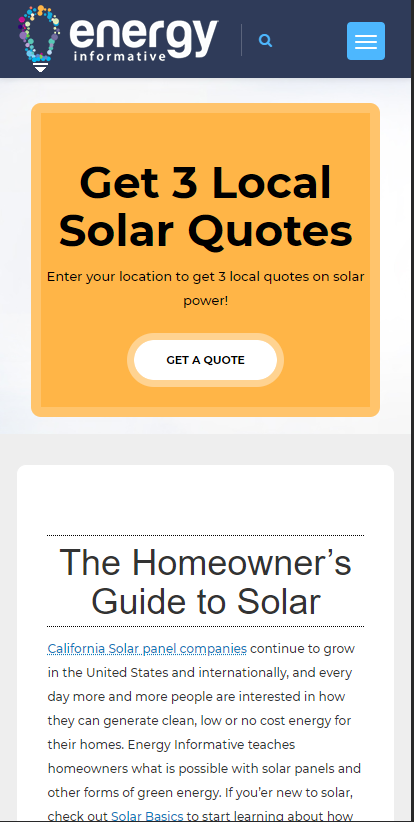 energy
informative
Get 3 Local
Solar Quotes
Enter your location to get 3 local quotes on solar
power!
GET A QUOTE
The Homeowner’s
Guide to Solar
California Solar panel companies continue to grow
in the United States and internationally, and every
day more and more people are interested in how
they can generate clean, low or no cost energy for
their homes. Energy Informative teaches
homeowners what is possible with solar panels and
other forms of green energy. If you’er new to solar,
check out Solar Basics to start learning about how